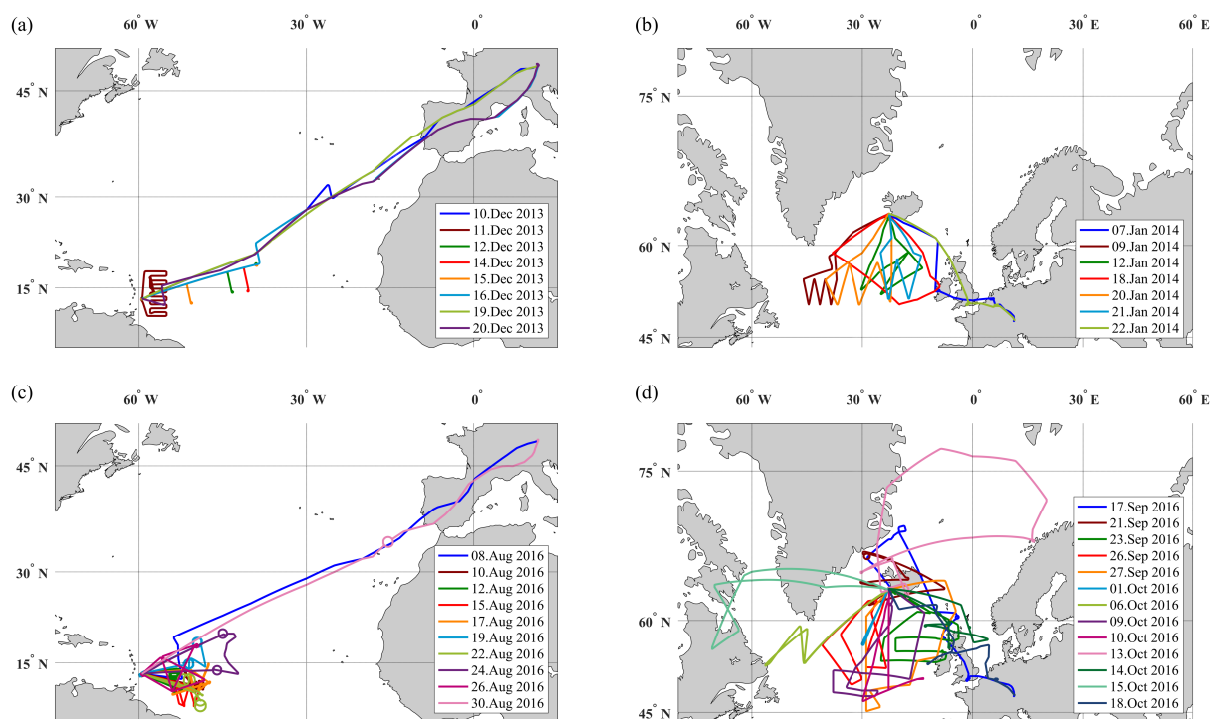 (a)
60° W
30° W
0°
45° N
30° N
15° N
10.Dec 2013
11.Dec 2013
12.Dec 2013
14.Dec 2013
15.Dec 2013
16.Dec 2013
19.Dec 2013
20.Dec 2013
(b)
60° W
30° W
0°
30° E
60° E
75° N
60° N
45° N
07.Jan 2014
09.Jan 2014
12.Jan 2014
18.Jan 2014
20.Jan 2014
21.Jan 2014
22.Jan 2014
(c)
60° W
30° W
0°
45° N
30° N
15° N
08.Aug 2016
10.Aug 2016
12.Aug 2016
15.Aug 2016
17.Aug 2016
19.Aug 2016
22.Aug 2016
24.Aug 2016
26.Aug 2016
30.Aug 2016
(d)
60° W
30° W
0°
30° E
60° E
75° N
60° N
45° N
17.Sep 2016
21.Sep 2016
23.Sep 2016
26.Sep 2016
27.Sep 2016
01.Oct 2016
06.Oct 2016
09.Oct 2016
10.Oct 2016
13.Oct 2016
14.Oct 2016
15.Oct 2016
18.Oct 2016